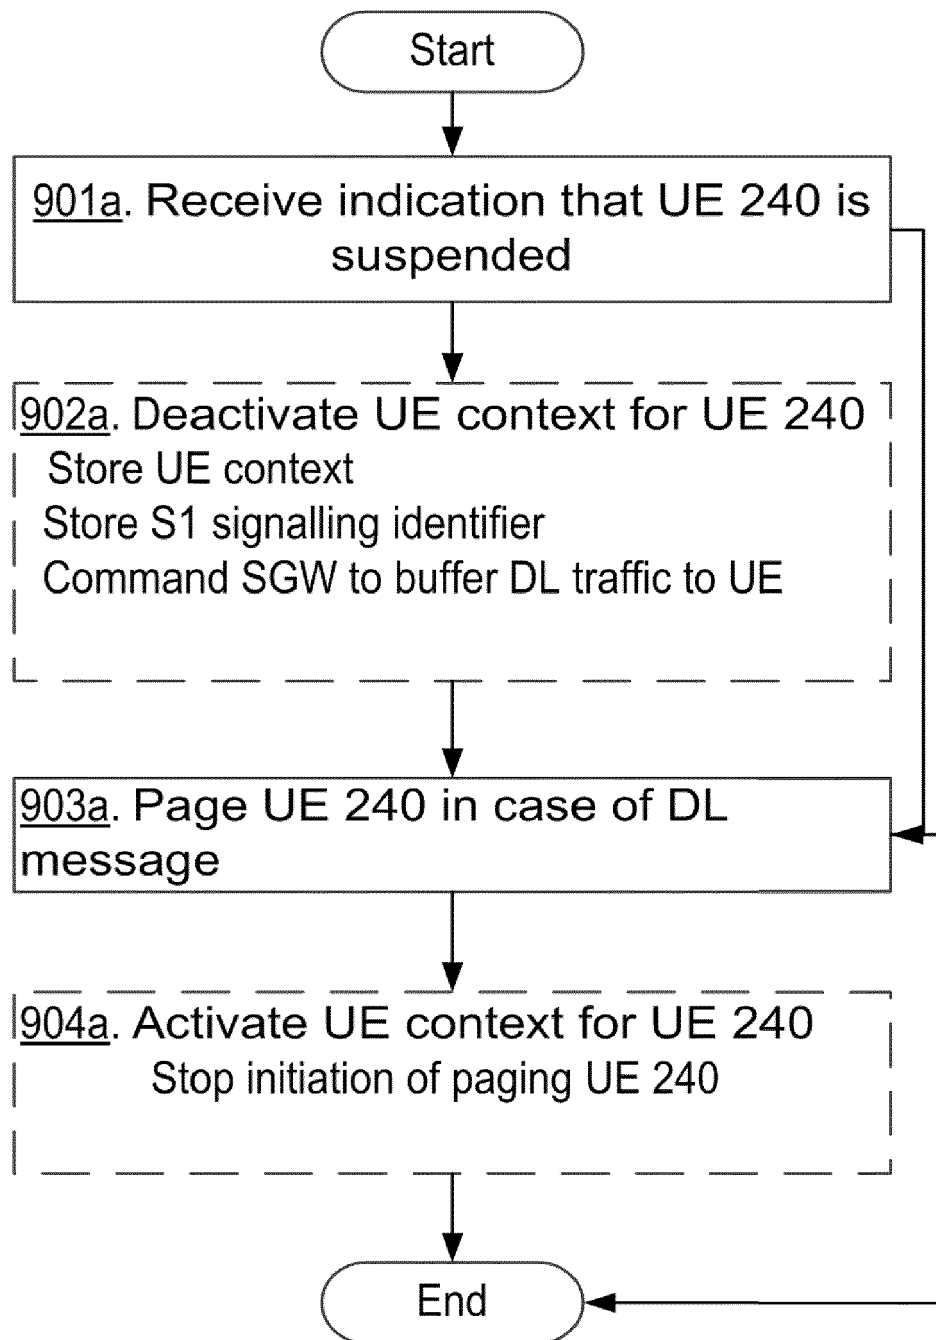 Start
901a. Receive indication that UE 240 is
suspended
902a. Deactivate UE context for UE 240
Store UE context
Store S1 signalling identifier
Command SGW to buffer DL traffic to UE
903a. Page UE 240 in case of DL
message
904a. Activate UE context for UE 240
Stop initiation of paging UE 240
End